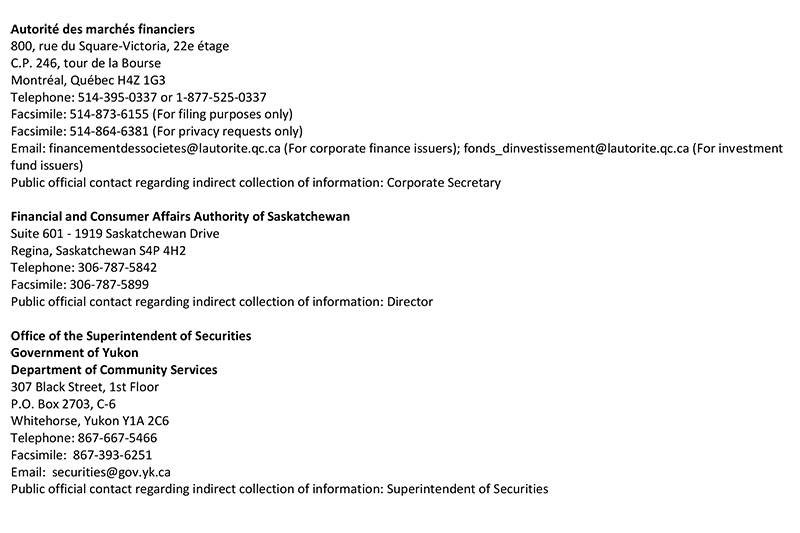 Autorité des marchés financiers
800, rue du Square-Victoria, 22e étage
C.P. 246, tour de la Bourse
Montréal, Québec H4Z 1G3
Telephone: 514-395-0337 or 1-877-525-0337
Facsimile: 514-873-6155 (For filing purposes only)
Facsimile: 514-864-6381 (For privacy requests only)
Email: financementdessocietes@lautorite.qc.ca (For corporate finance issuers); fonds_dinvestissement@lautorite.qc.ca (For investment
fund issuers)
Public official contact regarding indirect collection of information: Corporate Secretary
Financial and Consumer Affairs Authority of Saskatchewan
Suite 601 - 1919 Saskatchewan Drive
Regina, Saskatchewan S4P 4H2
Telephone: 306-787-5842
Facsimile: 306-787-5899
Public official contact regarding indirect collection of information: Director
Office of the Superintendent of Securities
Government of Yukon
Department of Community Services
307 Black Street, 1st Floor
P.O. Box 2703, C-6
Whitehorse, Yukon Y1A 2C6
Telephone: 867-667-5466
Facsimile:  867-393-6251
Email:  securities@gov.yk.ca
Public official contact regarding indirect collection of information: Superintendent of Securities